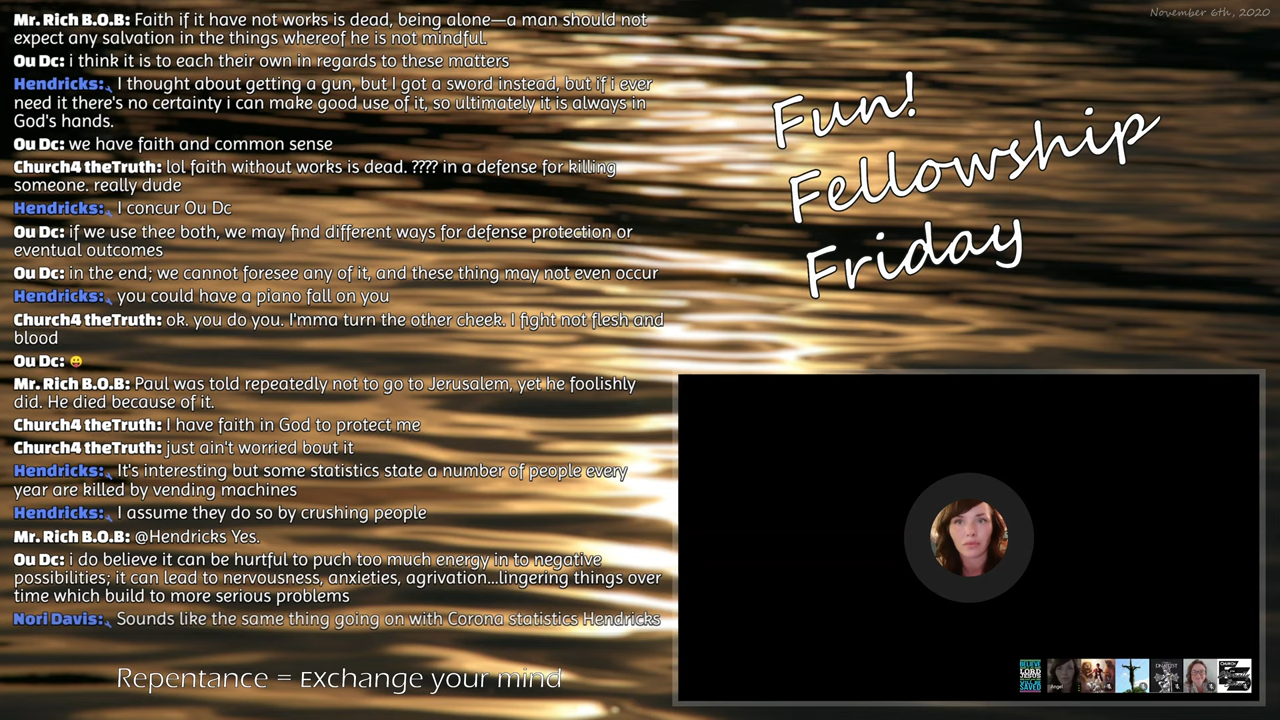 Mr. Rich B.O.B: Faith if it have not works is dead, being alone—a man should not
expect any salvation in the things whereof he is not mindful.
Ou Dc: i think it is to each their own in regards to these matters
Hendricks: I thought about getting a gun, but I got a sword instead, but if i ever
need it there's no certainty i can make good use of it, so ultimately it is always in
God's hands.
Ou Dc: we have faith and common sense
Church4 theTruth: lol faith without works is dead. ???? in a defense for killing
someone. really dude
Hendricks: I concur Ou Dc
Ou Dc: if we use thee both, we may find different ways for defense protection or
eventual outcomes
Ou Dc: in the end; we cannot foresee any of it, and these thing may not even occur
Hendricks: you could have a piano fall on you
Church4 theTruth: ok. you do you. I'mma turn the other cheek. I fight not flesh and
blood
Ou Dc: 😀
Mr. Rich B.O.B: Paul was told repeatedly not to go to Jerusalem, yet he foolishly
did. He died because of it.
Church4 theTruth: I have faith in God to protect me
Church4 theTruth: just ain't worried bout it
Hendricks: It's interesting but some statistics state a number of people every
year are killed by vending machines
Hendricks: I assume they do so by crushing people
Mr. Rich B.O.B: @Hendricks Yes.
Ou Dc: i do believe it can be hurtful to puch too much energy in to negative
possibilities; it can lead to nervousness, anxieties, agrivation...lingering things over
time which build to more serious problems
Nori Davis: Sounds like the same thing going on with Corona statistics Hendricks
Repentance = Exchange your mind
November 6th, 2020
Fun!
Fellowship
Friday
BELIEVE
LORD
JESUS
SAVED
Angel
CHURCH